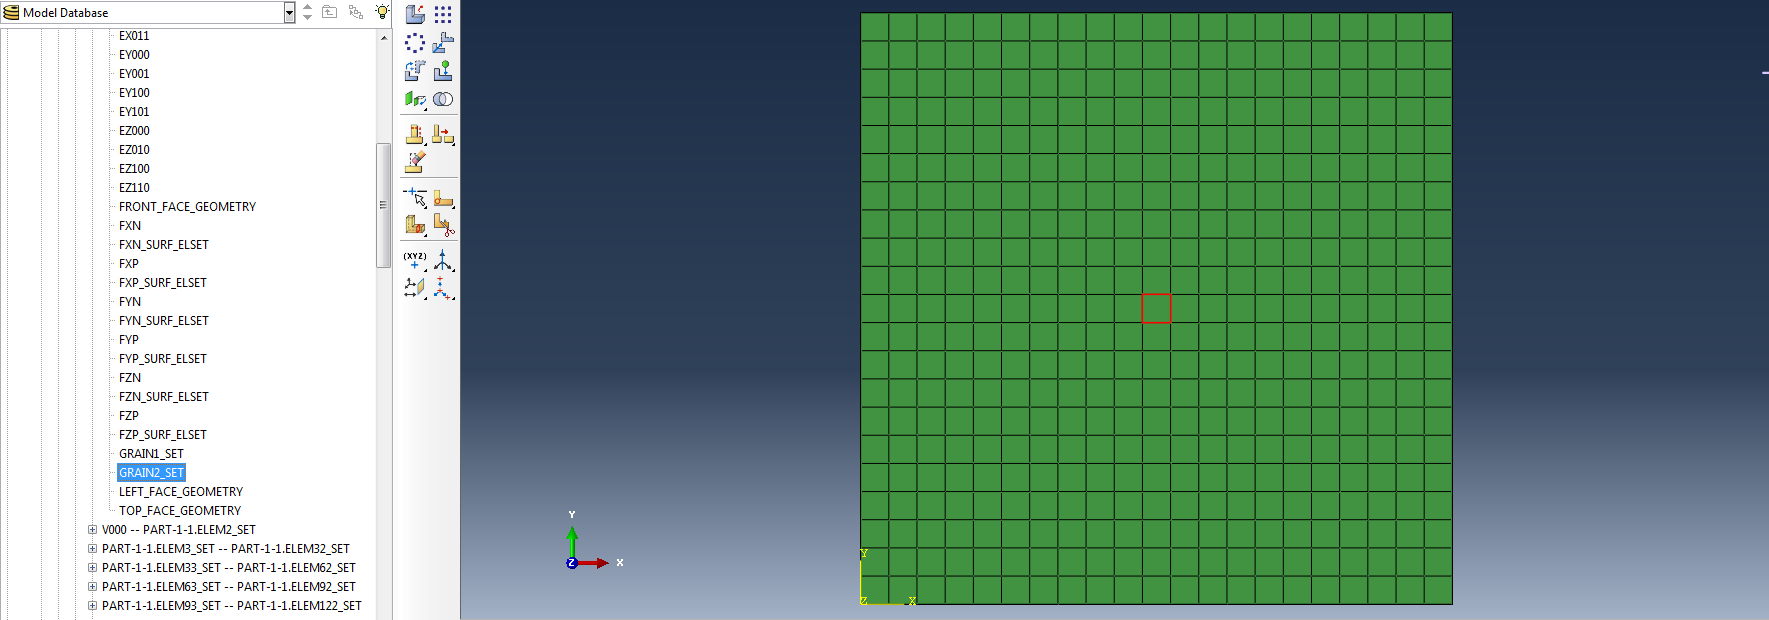 Model Database
EX011
EY000
EY001
EY100
EY101
EZ000
EZ010
EZ100
EZ110
FRONT_FACE_GEOMETRY
FXN
FXN_SURF_ELSET
FXP
FXP_SURF_ELSET
FYN
FYN_SURF_ELSET
FYP
FYP_SURF_ELSET
FZN
FZN_SURF_ELSET
FZP
FZP_SURF_ELSET
GRAIN1_SET
GRAIN2_SET
LEFT_FACE_GEOMETRY
TOP_FACE_GEOMETRY
V000 -- PART-1-1.ELEM2_SET
PART-1-1.ELEM3_SET -- PART-1-1.ELEM32_SET
PART-1-1.ELEM33_SET -- PART-1-1.ELEM62_SET
PART-1-1.ELEM63_SET -- PART-1-1.ELEM92_SET
PART-1-1.ELEM93_SET -- PART-1-1.ELEM122_SET
(XYZ)
Y
Z X
Y
Z X